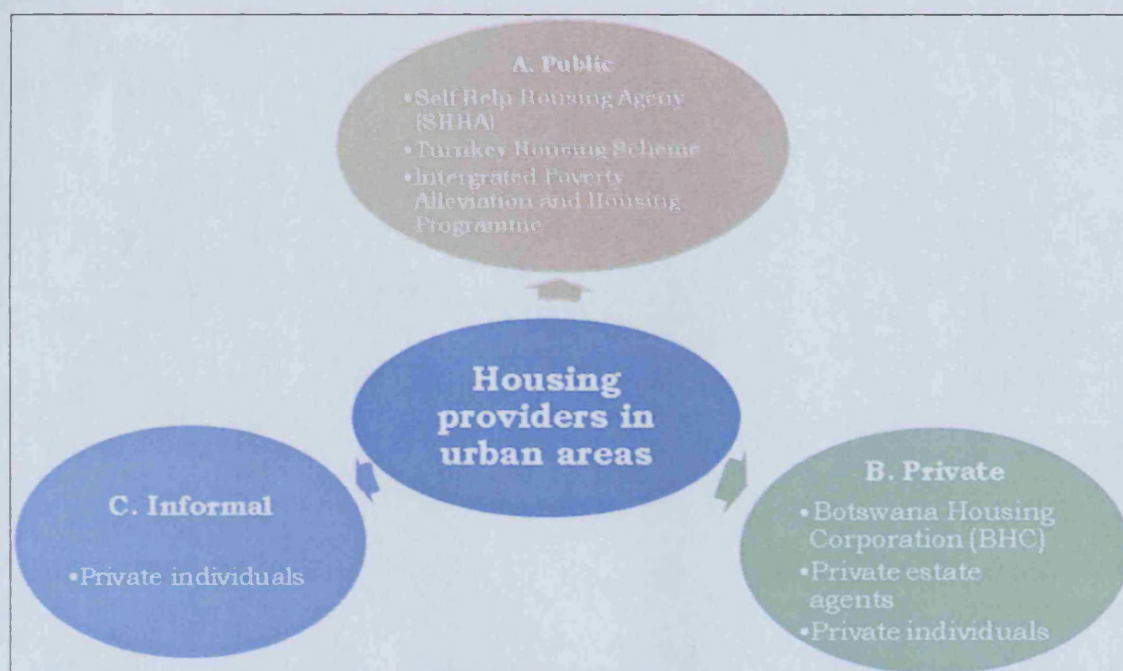 A. Public
•Self Help Housing Ageny
(SHHA)
•Turnkey Housing Scheme
•Intergrated Poverty
Alleviation and Housing
Programme
Housing
providers in
urban areas
B. Private
•Botswana Housing
Corporation (BHC)
•Private estate
agents
•Private individuals
C. Informal
•Private individuals